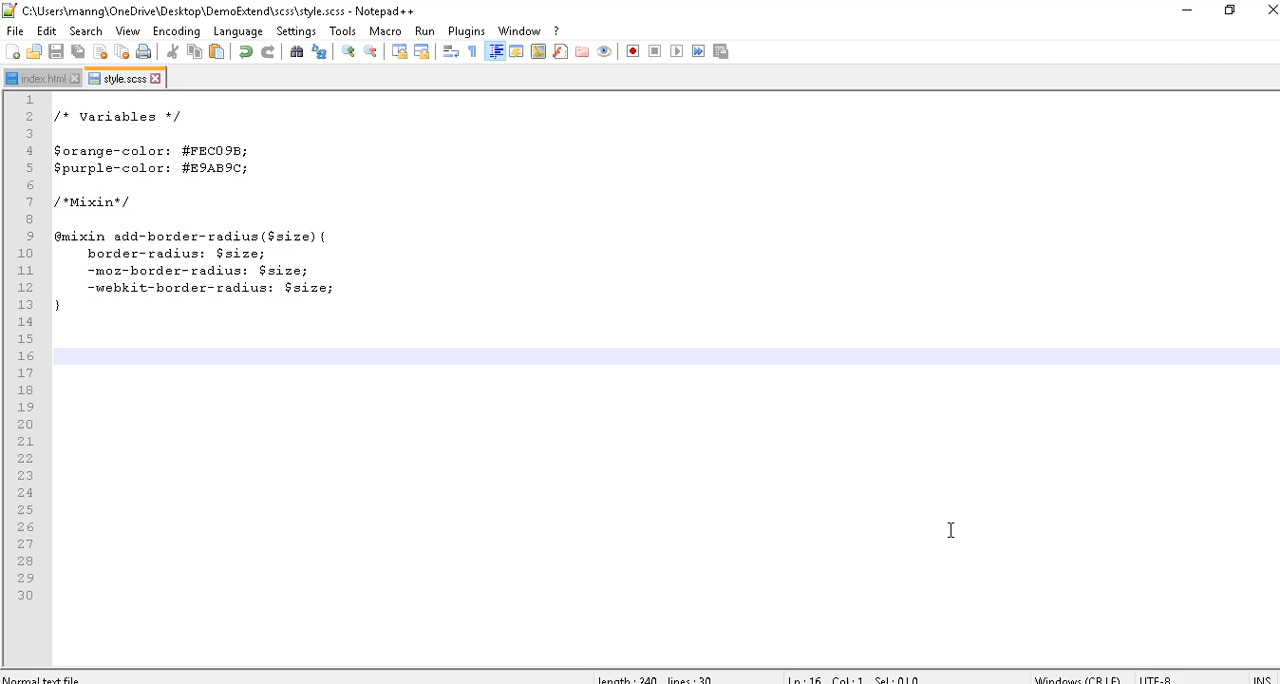 C:\Users\manng\OneDrive\Desktop\DemoExtend\scss\style.scss - Notepad++
File Edit Search View Encoding Language Settings Tools Macro Run Plugins Window ?
index.html style.scss
1
2 /* Variables */
3
4 $orange-color: #FEC09B;
5 $purple-color: #E9AB9C;
6
7 /*Mixin*/
8
9 @mixin add-border-radius($size){
10 border-radius: $size;
11 -moz-border-radius: $size;
12 -webkit-border-radius: $size;
13 }
14
15
16
17
18
19
20
21
22
23
24
25
26
27
28
29
30
Normal text file length : 240 lines : 30 Ln : 16 Col : 1 Sel : 0 | 0 Windows (CR LF) UTF-8 INS